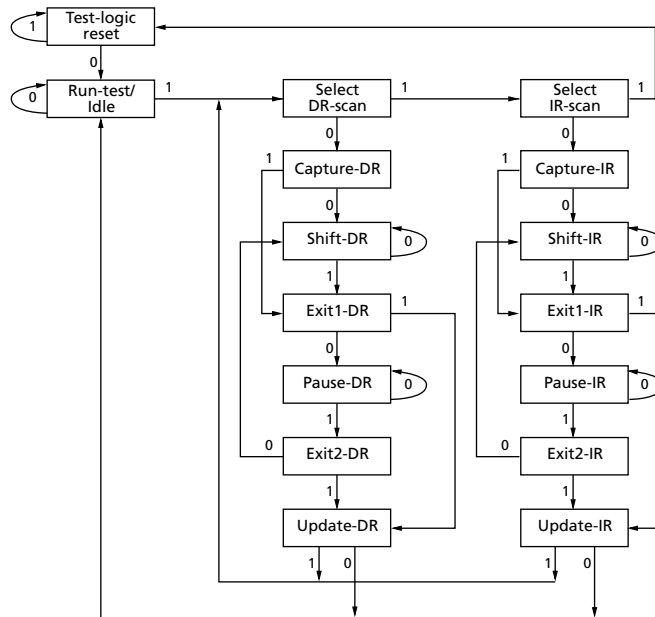 Test-logic
reset
1
0
Run-test/
Idle
0
1
Select
DR-scan
1
Select
IR-scan
1
0
0
1
Capture-DR
1
Capture-IR
0
0
Shift-DR
0
Shift-IR
0
1
1
Exit1-DR
1
Exit1-IR
1
0
0
Pause-DR
0
Pause-IR
0
1
1
0
Exit2-DR
0
Exit2-IR
1
1
Update-DR
Update-IR
1
0
1
0